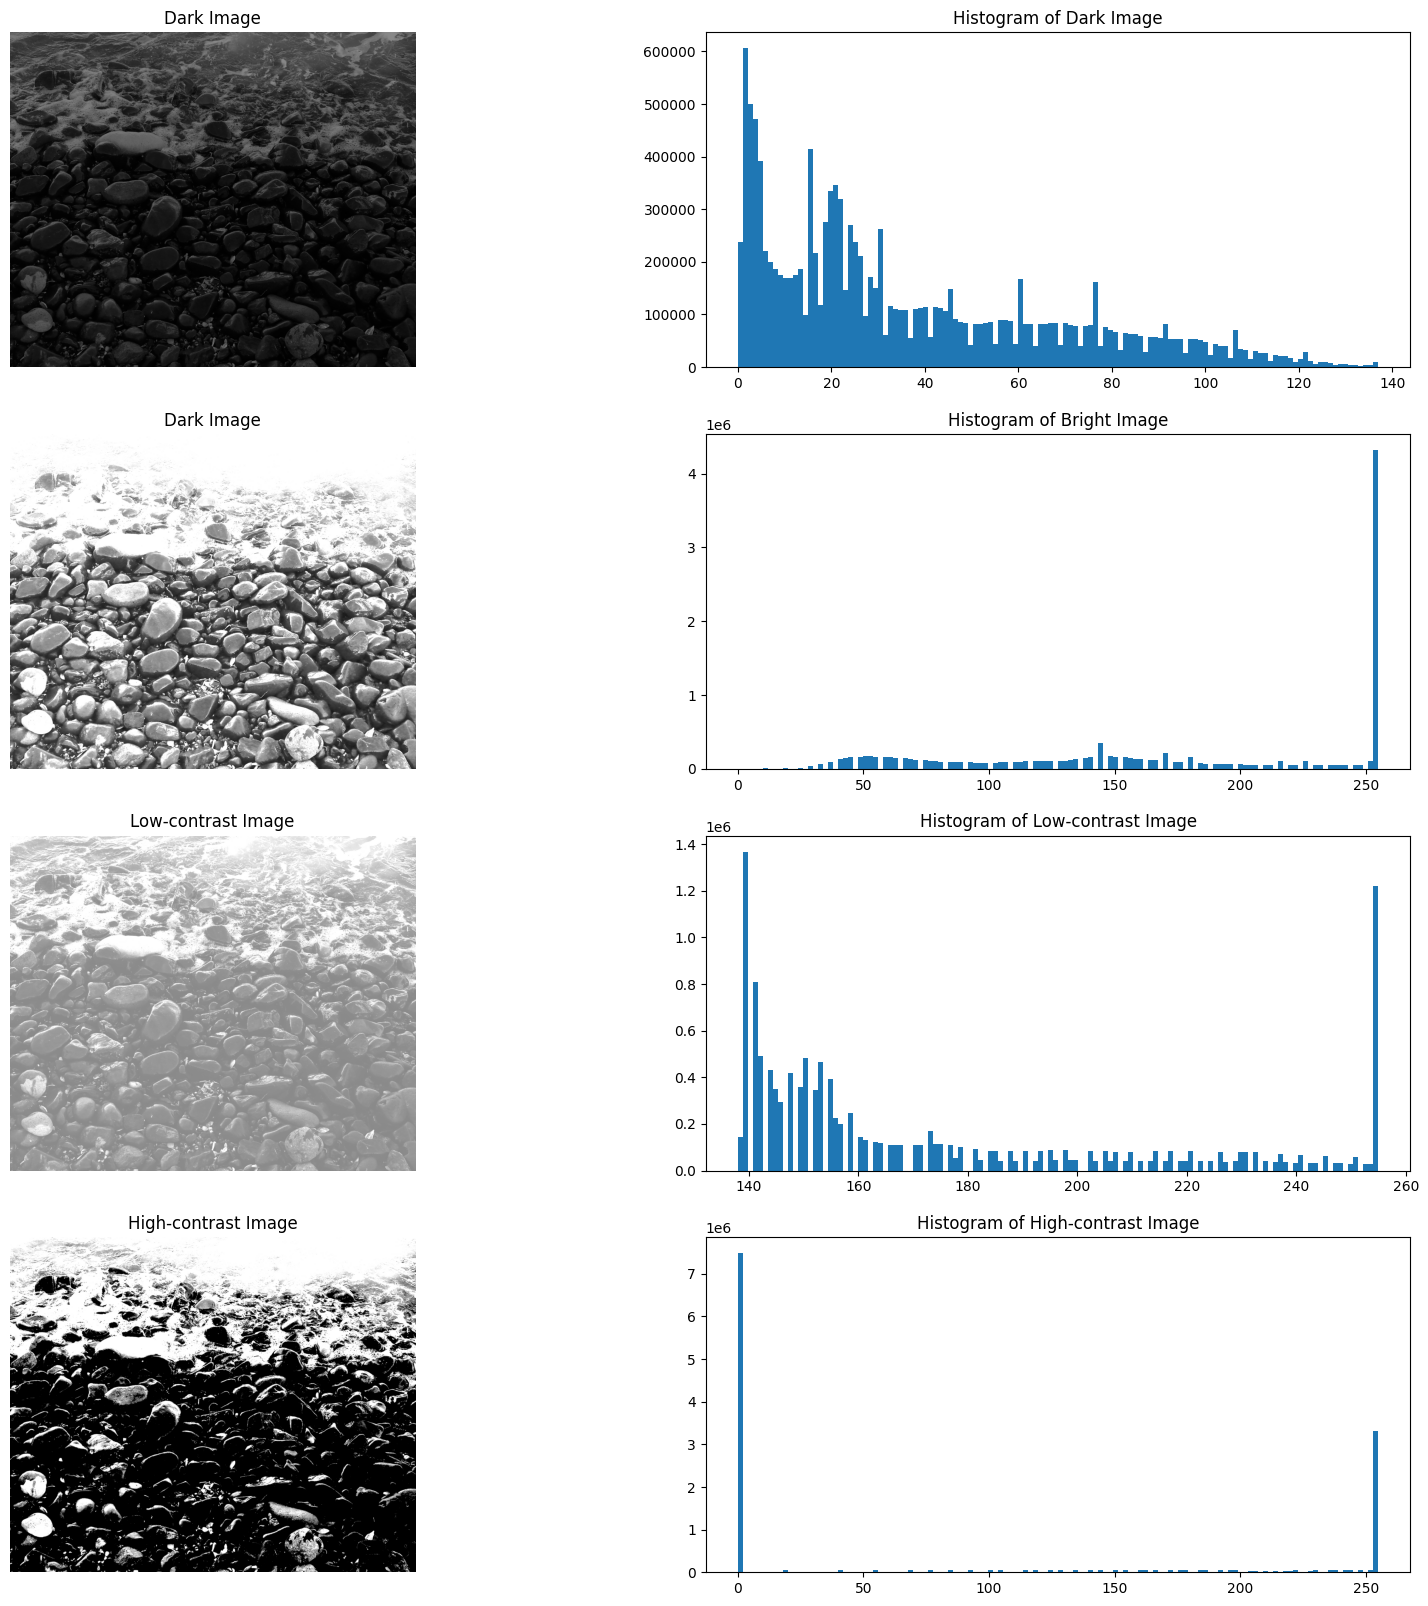 Dark Image
Histogram of Dark Image
600000
500000
400000
300000
200000
100000
0
0 20 40 60 80 100 120 140
Dark Image
Histogram of Bright Image
1e6
4
3
2
1
0
0 50 100 150 200 250
Low-contrast Image
Histogram of Low-contrast Image
1e6
1.4
1.2
1.0
0.8
0.6
0.4
0.2
0.0
140 160 180 200 220 240 260
High-contrast Image
Histogram of High-contrast Image
1e6
7
6
5
4
3
2
1
0
0 50 100 150 200 250